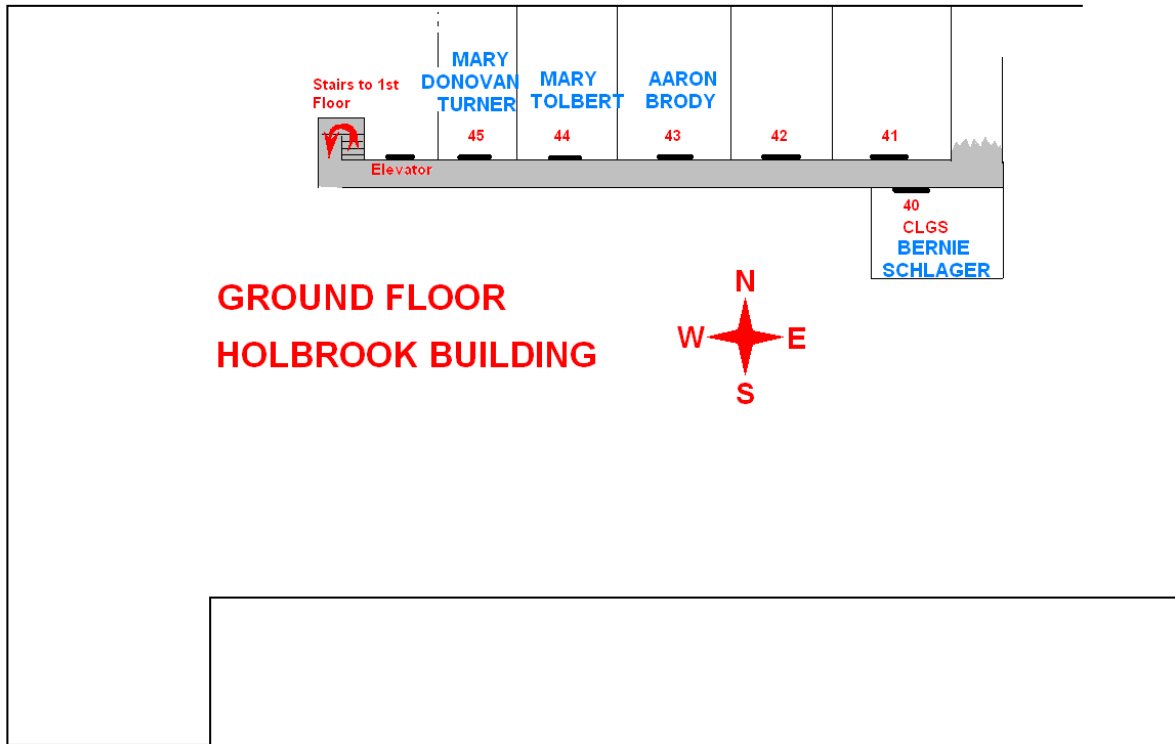 MARY
DONOVAN
TURNER
MARY
TOLBERT
AARON
BRODY
Stairs to 1st
Floor
45
44
43
42
41
Elevator
40
CLGS
BERNIE
SCHLAGER
GROUND FLOOR
HOLBROOK BUILDING
N
W
E
S